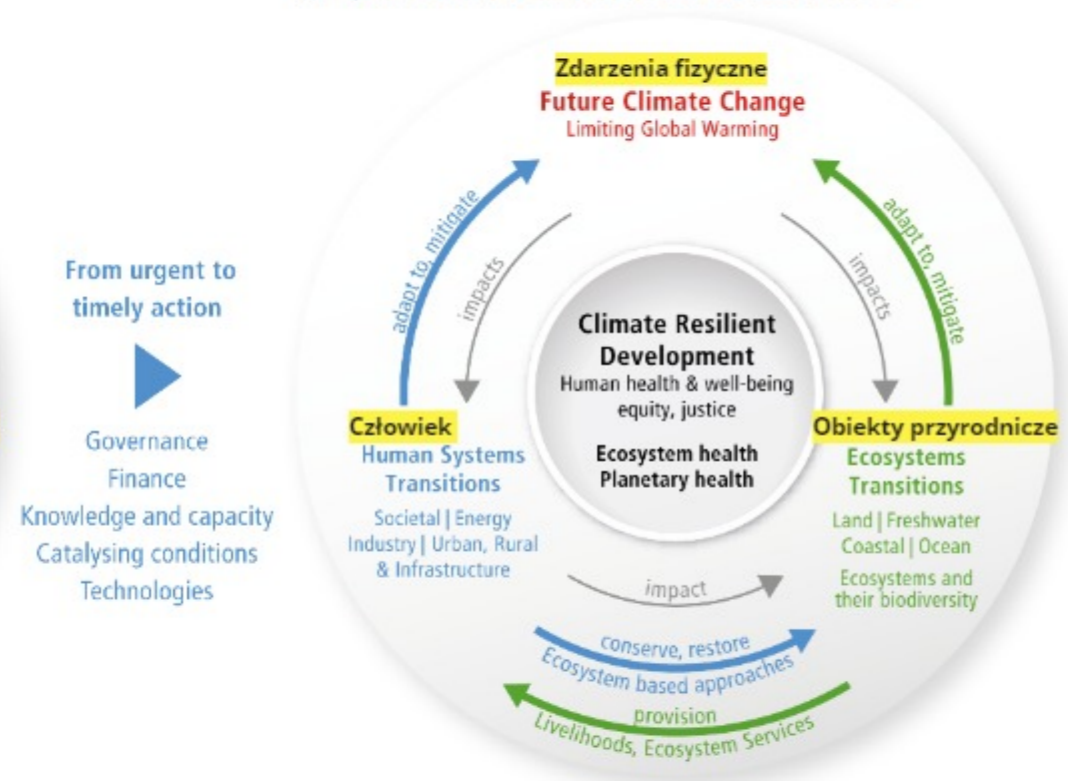 Zdarzenia fizyczne
Future Climate Change
Limiting Global Warming
adapt to, mitigate
impacts
impacts
adapt to, mitigate
From urgent to
timely action
Governance
Finance
Knowledge and capacity
Catalysing conditions
Technologies
Climate Resilient
Development
Human health & well-being
equity, justice
Ecosystem health
Planetary health
Człowiek
Human Systems
Transitions
Societal | Energy
Industry | Urban, Rural
& Infrastructure
Obiekty przyrodnicze
Ecosystems
Transitions
Land | Freshwater
Coastal | Ocean
Ecosystems and
their biodiversity
impact
conserve, restore
Ecosystem based approaches
provision
Livelihoods, Ecosystem Services